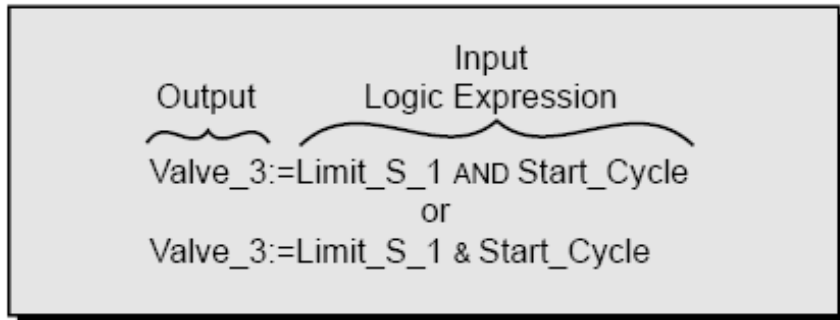 Input
Output Logic Expression
Valve_3:=Limit_S_1 AND Start_Cycle
or
Valve_3:=Limit_S_1 & Start_Cycle